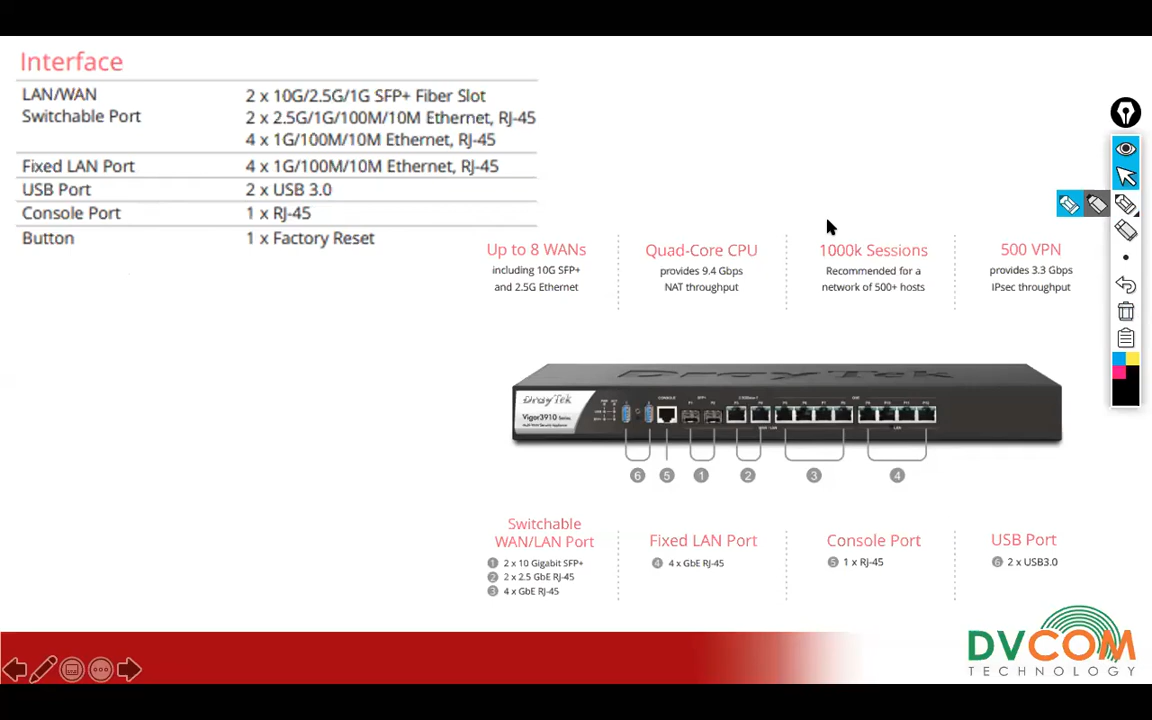 Interface
LAN/WAN
Switchable Port
2 x 10G/2.5G/1G SFP+ Fiber Slot
2 x 2.5G/1G/100M/10M Ethernet, RJ-45
4 x 1G/100M/10M Ethernet, RJ-45
Fixed LAN Port 4 x 1G/100M/10M Ethernet, RJ-45
USB Port 2 x USB 3.0
Console Port 1 x RJ-45
Button 1 x Factory Reset
Up to 8 WANs
including 10G SFP+
and 2.5G Ethernet
Quad-Core CPU
provides 9.4 Gbps
NAT throughput
1000k Sessions
Recommended for a
network of 500+ hosts
500 VPN
provides 3.3 Gbps
IPsec throughput
DrayTek
DrayTek
Vigor3910 Series
CONSOLE
6 5 1 2 3 4
Switchable
WAN/LAN Port
1 2 x 10 Gigabit SFP+
2 2 x 2.5 GbE RJ-45
3 4 x GbE RJ-45
Fixed LAN Port
4 4 x GbE RJ-45
Console Port
5 1 x RJ-45
USB Port
6 2 x USB3.0
DVCOM
TECHNOLOGY